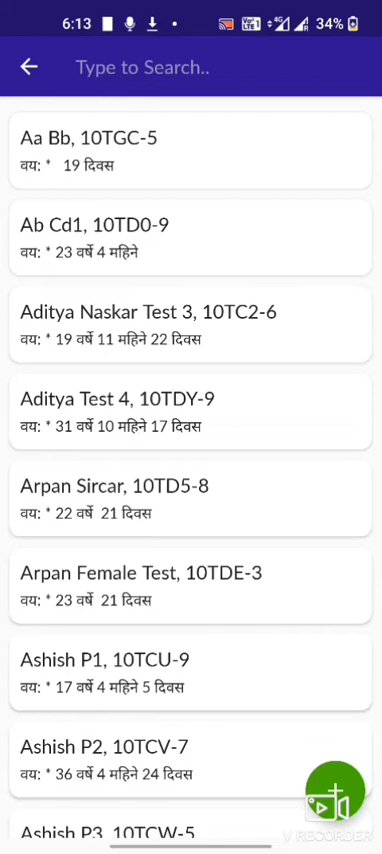 6:13
34%
Type to Search..
Aa Bb, 10TGC-5
वय: * 19 दिवस
Ab Cd1, 10TD0-9
वय: * 23 वर्षे 4 महिने
Aditya Naskar Test 3, 10TC2-6
वय: * 19 वर्षे 11 महिने 22 दिवस
Aditya Test 4, 10TDY-9
वय: * 31 वर्षे 10 महिने 17 दिवस
Arpan Sircar, 10TD5-8
वय: * 22 वर्षे 21 दिवस
Arpan Female Test, 10TDE-3
वय: * 23 वर्षे 21 दिवस
Ashish P1, 10TCU-9
वय: * 17 वर्षे 4 महिने 5 दिवस
Ashish P2, 10TCV-7
वय: * 36 वर्षे 4 महिने 24 दिवस
Ashish P3, 10TCW-5
V RECORDER